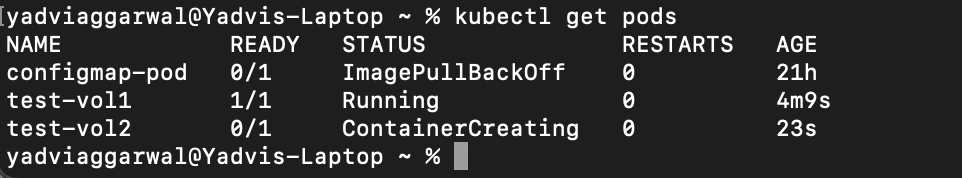 yadviaggarwal@Yadvis-Laptop ~ % kubectl get pods
NAME READY STATUS RESTARTS AGE
configmap-pod 0/1 ImagePullBackOff 0 21h
test-vol1 1/1 Running 0 4m9s
test-vol2 0/1 ContainerCreating 0 23s
yadviaggarwal@Yadvis-Laptop ~ %